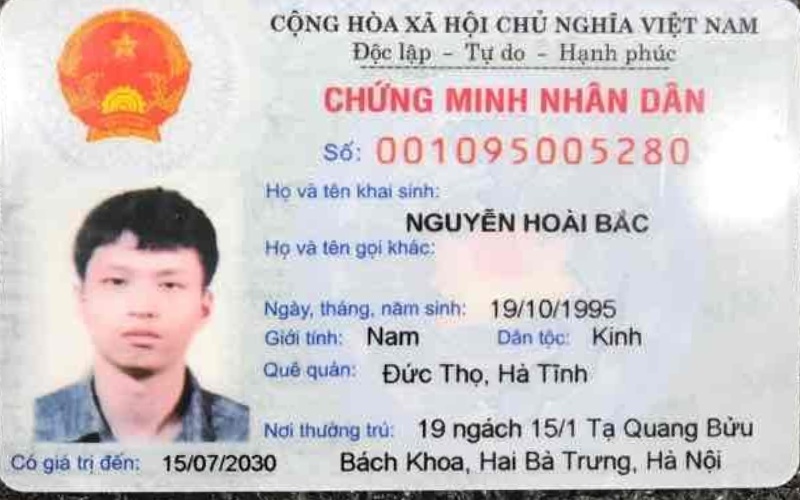 CỘNG HÒA XÃ HỘI CHỦ NGHĨA VIỆT NAM
Độc lập - Tự do - Hạnh phúc
CHỨNG MINH NHÂN DÂN
Số: 001095005280
Họ và tên khai sinh:
NGUYỄN HOÀI BẮC
Họ và tên gọi khác:
Ngày, tháng, năm sinh: 19/10/1995
Giới tính: Nam Dân tộc: Kinh
Quê quán: Đức Thọ, Hà Tĩnh
Nơi thường trú: 19 ngách 15/1 Tạ Quang Bửu
Có giá trị đến: 15/07/2030 Bách Khoa, Hai Bà Trưng, Hà Nội